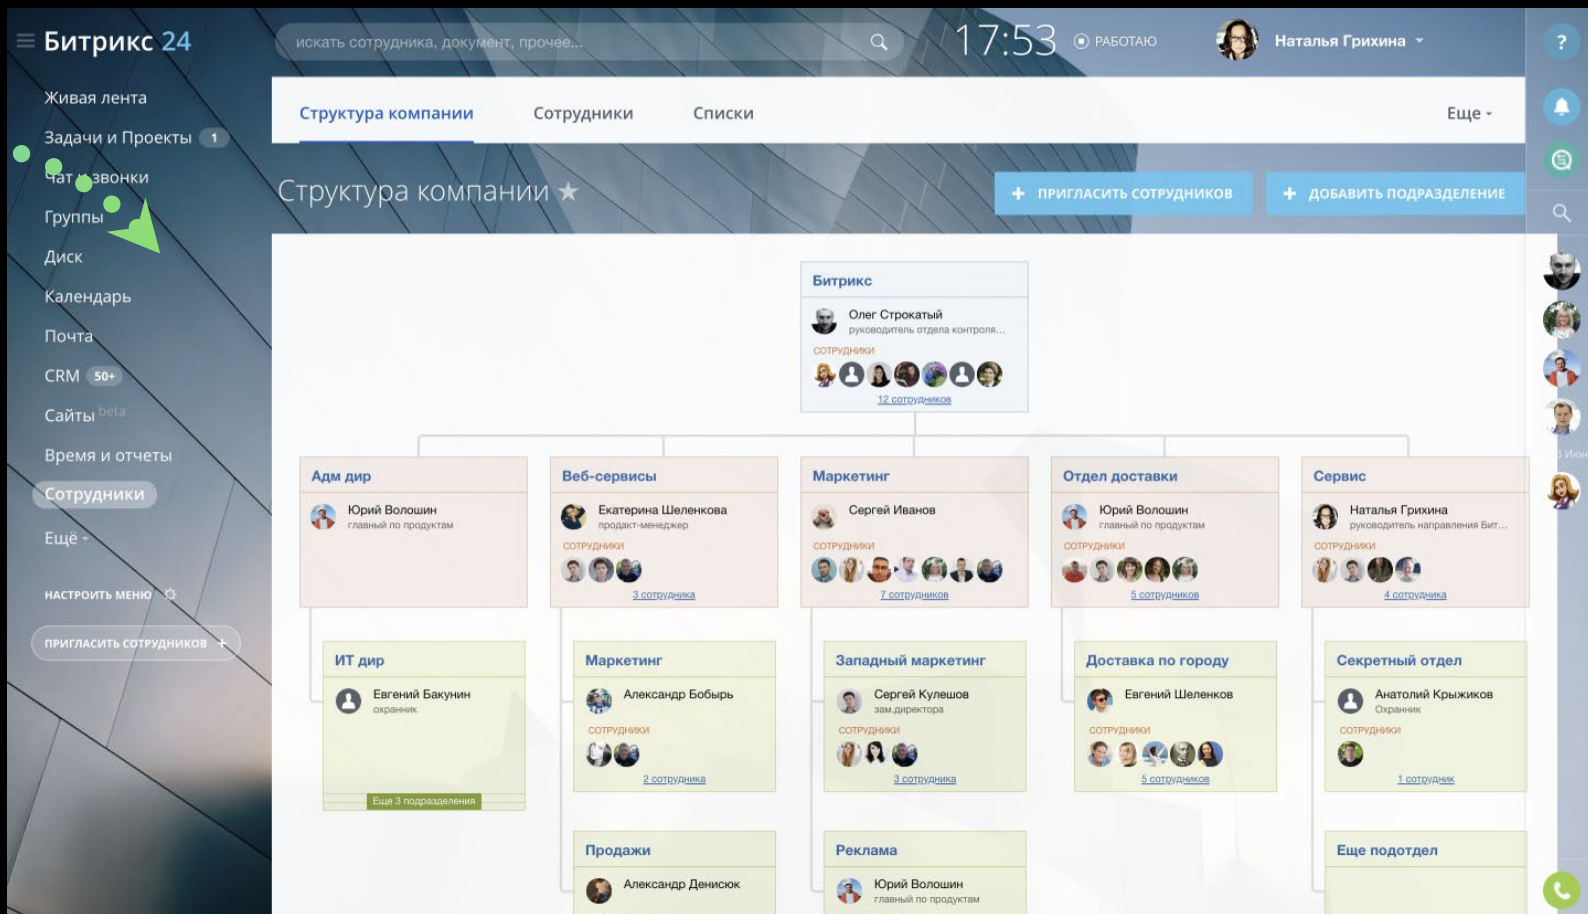 Битрикс 24
искать сотрудника, документ, прочее...
17:53
РАБОТАЮ
Наталья Грихина
?
Живая лента
Задачи и Проекты 1
Чат и звонки
Группы
Диск
Календарь
Почта
CRM 50+
Сайты beta
Время и отчеты
Сотрудники
Ещё
НАСТРОИТЬ МЕНЮ
ПРИГЛАСИТЬ СОТРУДНИКОВ +
Структура компании
Сотрудники
Списки
Еще
Структура компании
+ ПРИГЛАСИТЬ СОТРУДНИКОВ
+ ДОБАВИТЬ ПОДРАЗДЕЛЕНИЕ
Битрикс
Олег Строкатый
руководитель отдела контроля...
СОТРУДНИКИ
12 сотрудников
Адм дир
Юрий Волошин
главный по продуктам
Веб-сервисы
Екатерина Шеленкова
продакт-менеджер
СОТРУДНИКИ
3 сотрудника
Маркетинг
Сергей Иванов
СОТРУДНИКИ
7 сотрудников
Отдел доставки
Юрий Волошин
главный по продуктам
СОТРУДНИКИ
5 сотрудников
Сервис
Наталья Грихина
руководитель направления Бит...
СОТРУДНИКИ
4 сотрудника
ИТ дир
Евгений Бакунин
охранник
Еще 3 подразделения
Маркетинг
Александр Бобырь
СОТРУДНИКИ
2 сотрудника
Западный маркетинг
Сергей Кулешов
зам.директора
СОТРУДНИКИ
3 сотрудника
Доставка по городу
Евгений Шеленков
СОТРУДНИКИ
5 сотрудников
Секретный отдел
Анатолий Крыжиков
Охранник
СОТРУДНИКИ
1 сотрудник
Продажи
Александр Денисюк
Реклама
Юрий Волошин
главный по продуктам
Еще подотдел